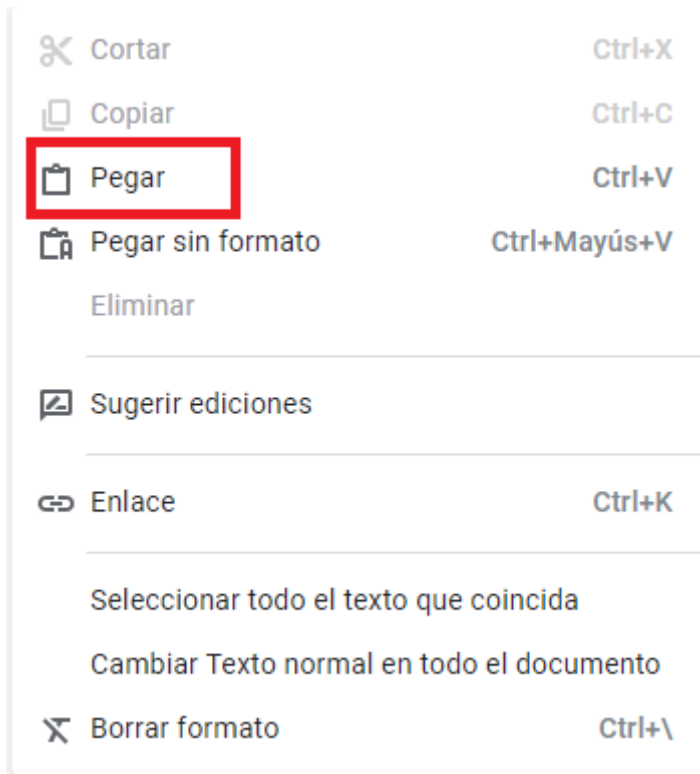 Cortar Ctrl+X
Copiar Ctrl+C
Pegar Ctrl+V
Pegar sin formato Ctrl+Mayús+V
Eliminar
Sugerir ediciones
Enlace Ctrl+K
Seleccionar todo el texto que coincida
Cambiar Texto normal en todo el documento
Borrar formato Ctrl+\